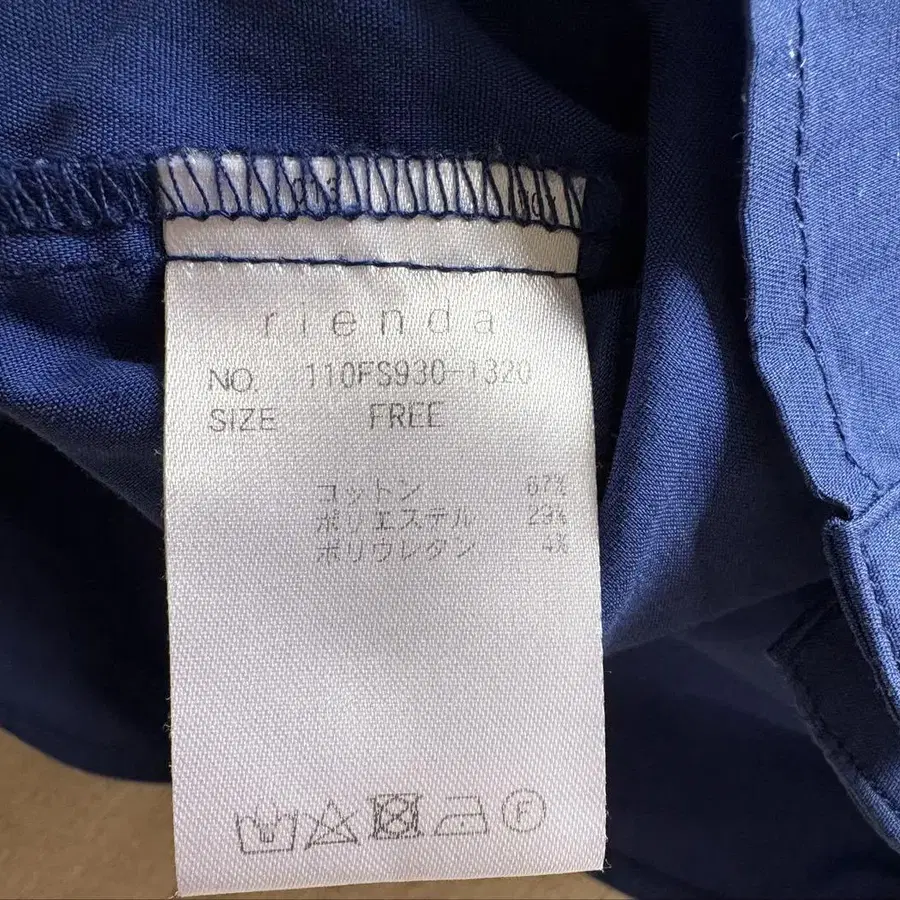 rienda
NO. 110FS930-1320
SIZE FREE
コットン 67%
ポリエステル 29%
ポリウレタン 4%
F